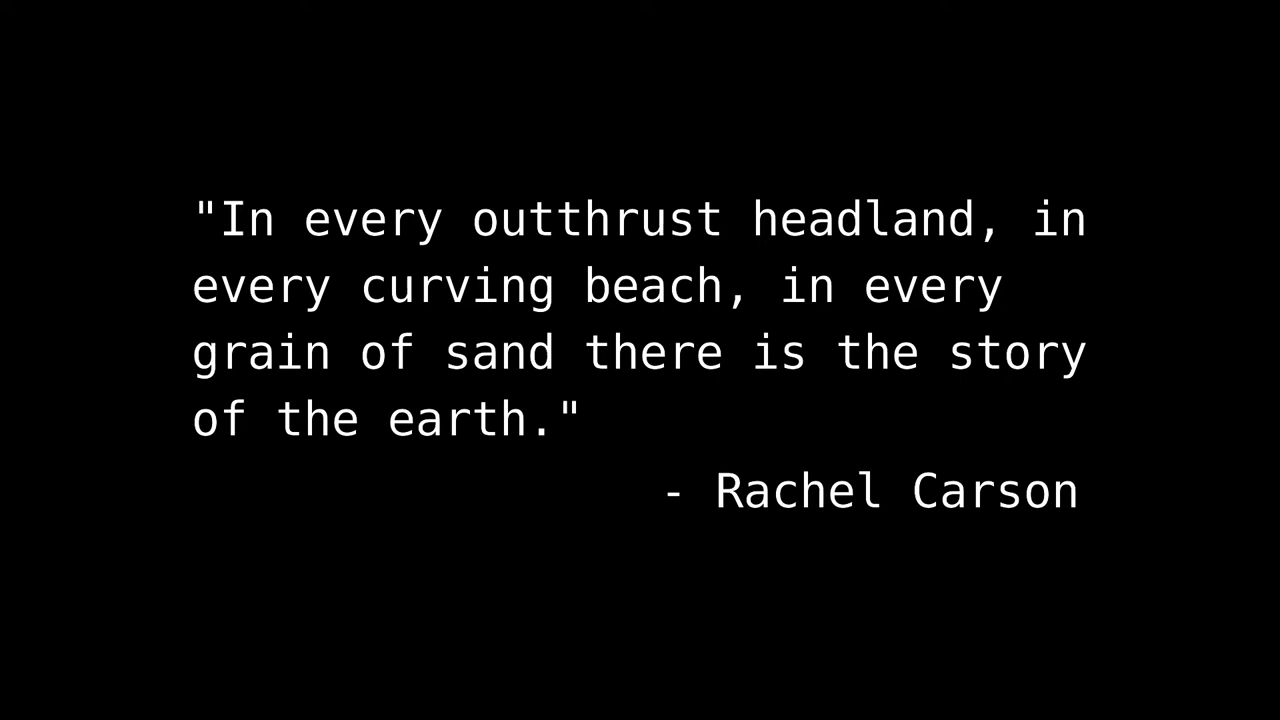 "In every outthrust headland, in
every curving beach, in every
grain of sand there is the story
of the earth."
- Rachel Carson